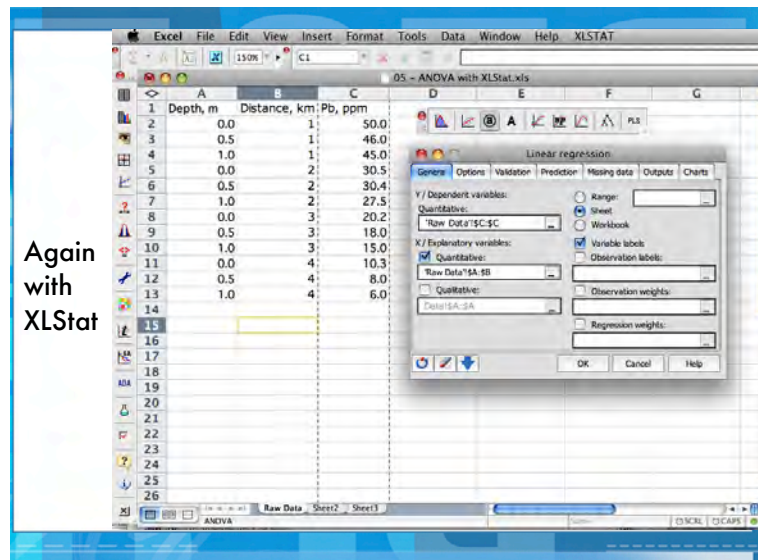 Again
with
XLStat
Excel File Edit View Insert Format Tools Data Window Help XLSTAT
150% C1
05 - ANOVA with XLStat.xls
A B C D E F G
1 Depth, m Distance, km Pb, ppm
2 0.0 1 50.0
3 0.5 1 46.0
4 1.0 1 45.0
5 0.0 2 30.5
6 0.5 2 30.4
7 1.0 2 27.5
8 0.0 3 20.2
9 0.5 3 18.0
10 1.0 3 15.0
11 0.0 4 10.3
12 0.5 4 8.0
13 1.0 4 6.0
14
15
16
17
18
19
20
21
22
23
24
25
26
PLS
ADA
Linear regression
General Options Validation Prediction Missing data Outputs Charts
Y / Dependent variables:
Quantitative:
'Raw Data'!$C:$C
X / Explanatory variables:
Quantitative:
'Raw Data'!$A:$B
Qualitative:
Data!$A:$A
Range:
Sheet
Workbook
Variable labels
Observation labels:
Observation weights:
Regression weights:
OK Cancel Help
Raw Data Sheet2 Sheet3
ANOVA
SCRL CAPS